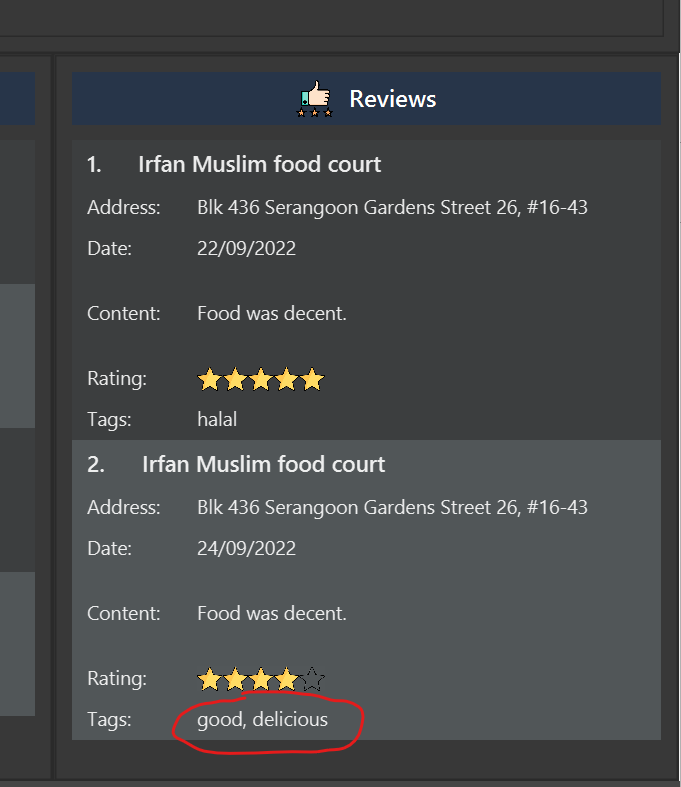 Reviews
1. Irfan Muslim food court
Address: Blk 436 Serangoon Gardens Street 26, #16-43
Date: 22/09/2022
Content: Food was decent.
Rating:
Tags: halal
2. Irfan Muslim food court
Address: Blk 436 Serangoon Gardens Street 26, #16-43
Date: 24/09/2022
Content: Food was decent.
Rating:
Tags: good, delicious